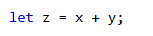 let z = x + y;